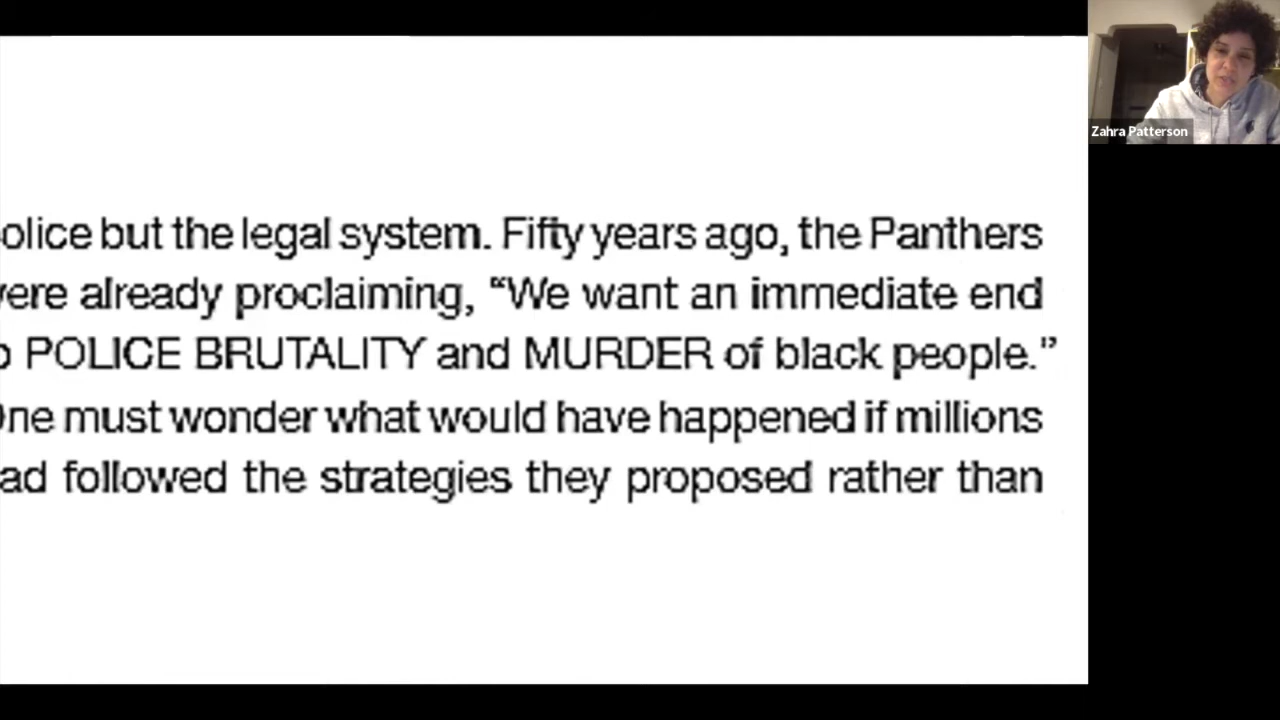 olice but the legal system. Fifty years ago, the Panthers
ere already proclaiming, “We want an immediate end
POLICE BRUTALITY and MURDER of black people.”
ne must wonder what would have happened if millions
ad followed the strategies they proposed rather than
Zahra Patterson